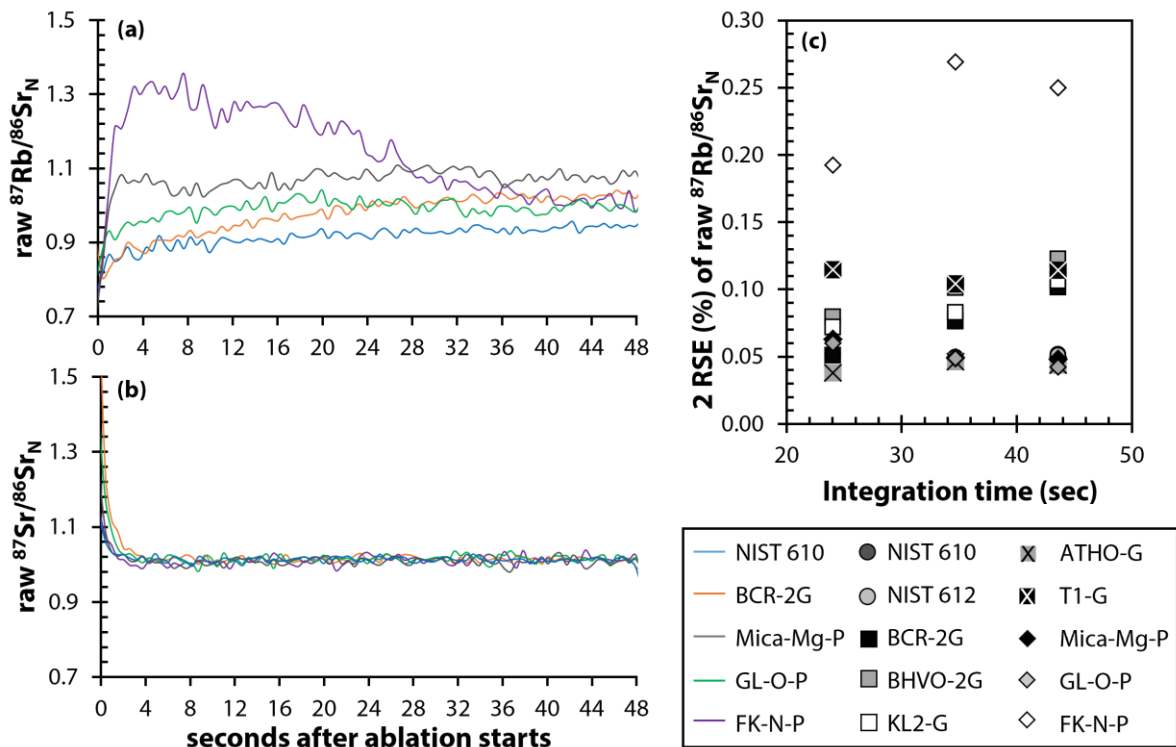 (a)
raw ⁸⁷Rb/⁸⁶Sr_N
1.5
1.3
1.1
0.9
0.7
0 4 8 12 16 20 24 28 32 36 40 44 48
(b)
raw ⁸⁷Sr/⁸⁶Sr_N
1.5
1.3
1.1
0.9
0.7
0 4 8 12 16 20 24 28 32 36 40 44 48
seconds after ablation starts
(c)
2 RSE (%) of raw ⁸⁷Rb/⁸⁶Sr_N
0.30
0.25
0.20
0.15
0.10
0.05
0.00
20 30 40 50
Integration time (sec)
NIST 610 NIST 610 ATHO-G
BCR-2G NIST 612 T1-G
Mica-Mg-P BCR-2G Mica-Mg-P
GL-O-P BHVO-2G GL-O-P
FK-N-P KL2-G FK-N-P